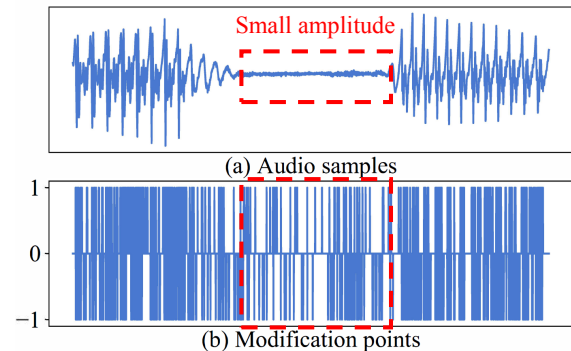 Small amplitude
(a) Audio samples
1
0
−1
(b) Modification points